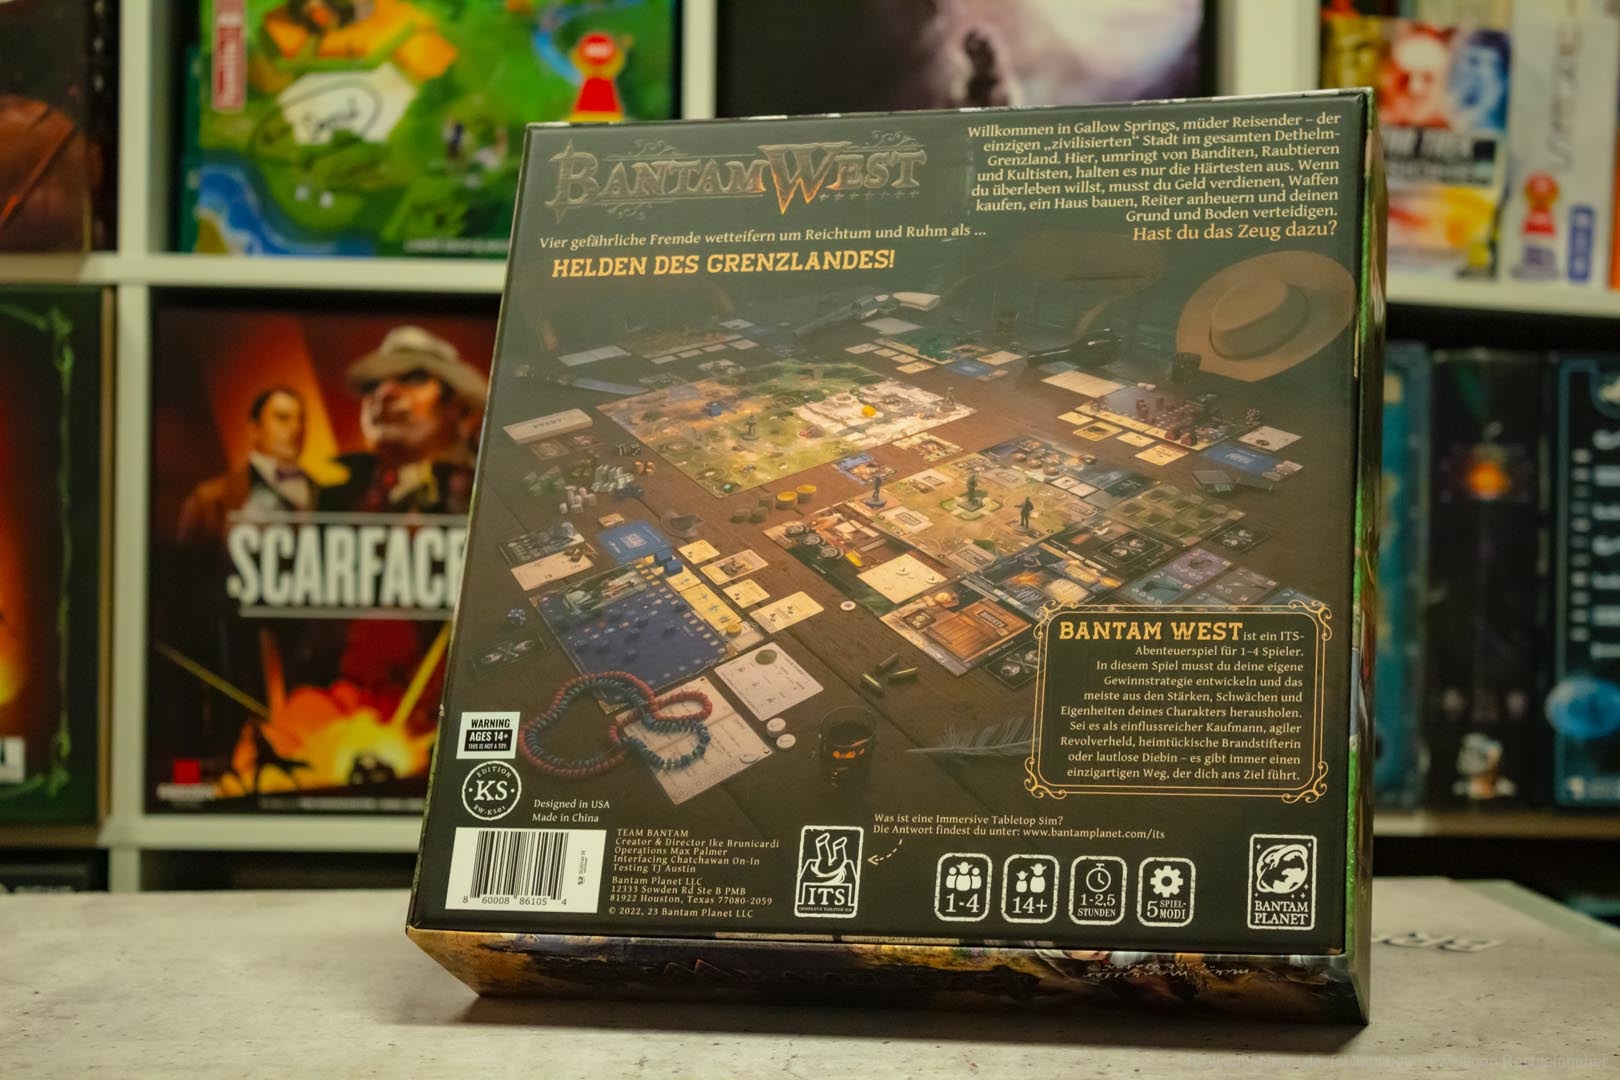 BANTAM WEST
Willkommen in Gallow Springs, müder Reisender – der
einzigen „zivilisierten“ Stadt im gesamten Dethelm-
Grenzland. Hier, umringt von Banditen, Raubtieren
und Kultisten, halten es nur die Härtesten aus. Wenn
du überleben willst, musst du Geld verdienen, Waffen
kaufen, ein Haus bauen, Reiter anheuern und deinen
Grund und Boden verteidigen.
Hast du das Zeug dazu?
Vier gefährliche Fremde wetteifern um Reichtum und Ruhm als ...
HELDEN DES GRENZLANDES!
SCARFACE
BANTAM WEST ist ein ITS-
Abenteuerspiel für 1–4 Spieler.
In diesem Spiel musst du deine eigene
Gewinnstrategie entwickeln und das
meiste aus den Stärken, Schwächen und
Eigenheiten deines Charakters herausholen.
Sei es als einflussreicher Kaufmann, agiler
Revolverheld, heimtückische Brandstifterin
oder lautlose Diebin – es gibt immer einen
einzigartigen Weg, der dich ans Ziel führt.
WARNING
AGES 14+
THIS IS NOT A TOY.
EDITION
KS
BW-KS01
Designed in USA
Made in China
8 60008 86105 4
TEAM BANTAM
Creator & Director Ike Brunicardi
Operations Max Palmer
Interfacing Chatchawan On-In
Testing TJ Austin
Bantam Planet LLC
12333 Sowden Rd Ste B PMB
81922 Houston, Texas 77080-2059
© 2022, 23 Bantam Planet LLC
Was ist eine Immersive Tabletop Sim?
Die Antwort findest du unter: www.bantamplanet.com/its
ITS
IMMERSIVE TABLETOP SIM
1-4
14+
1-2,5
STUNDEN
5 SPIEL-
MODI
BANTAM
PLANET